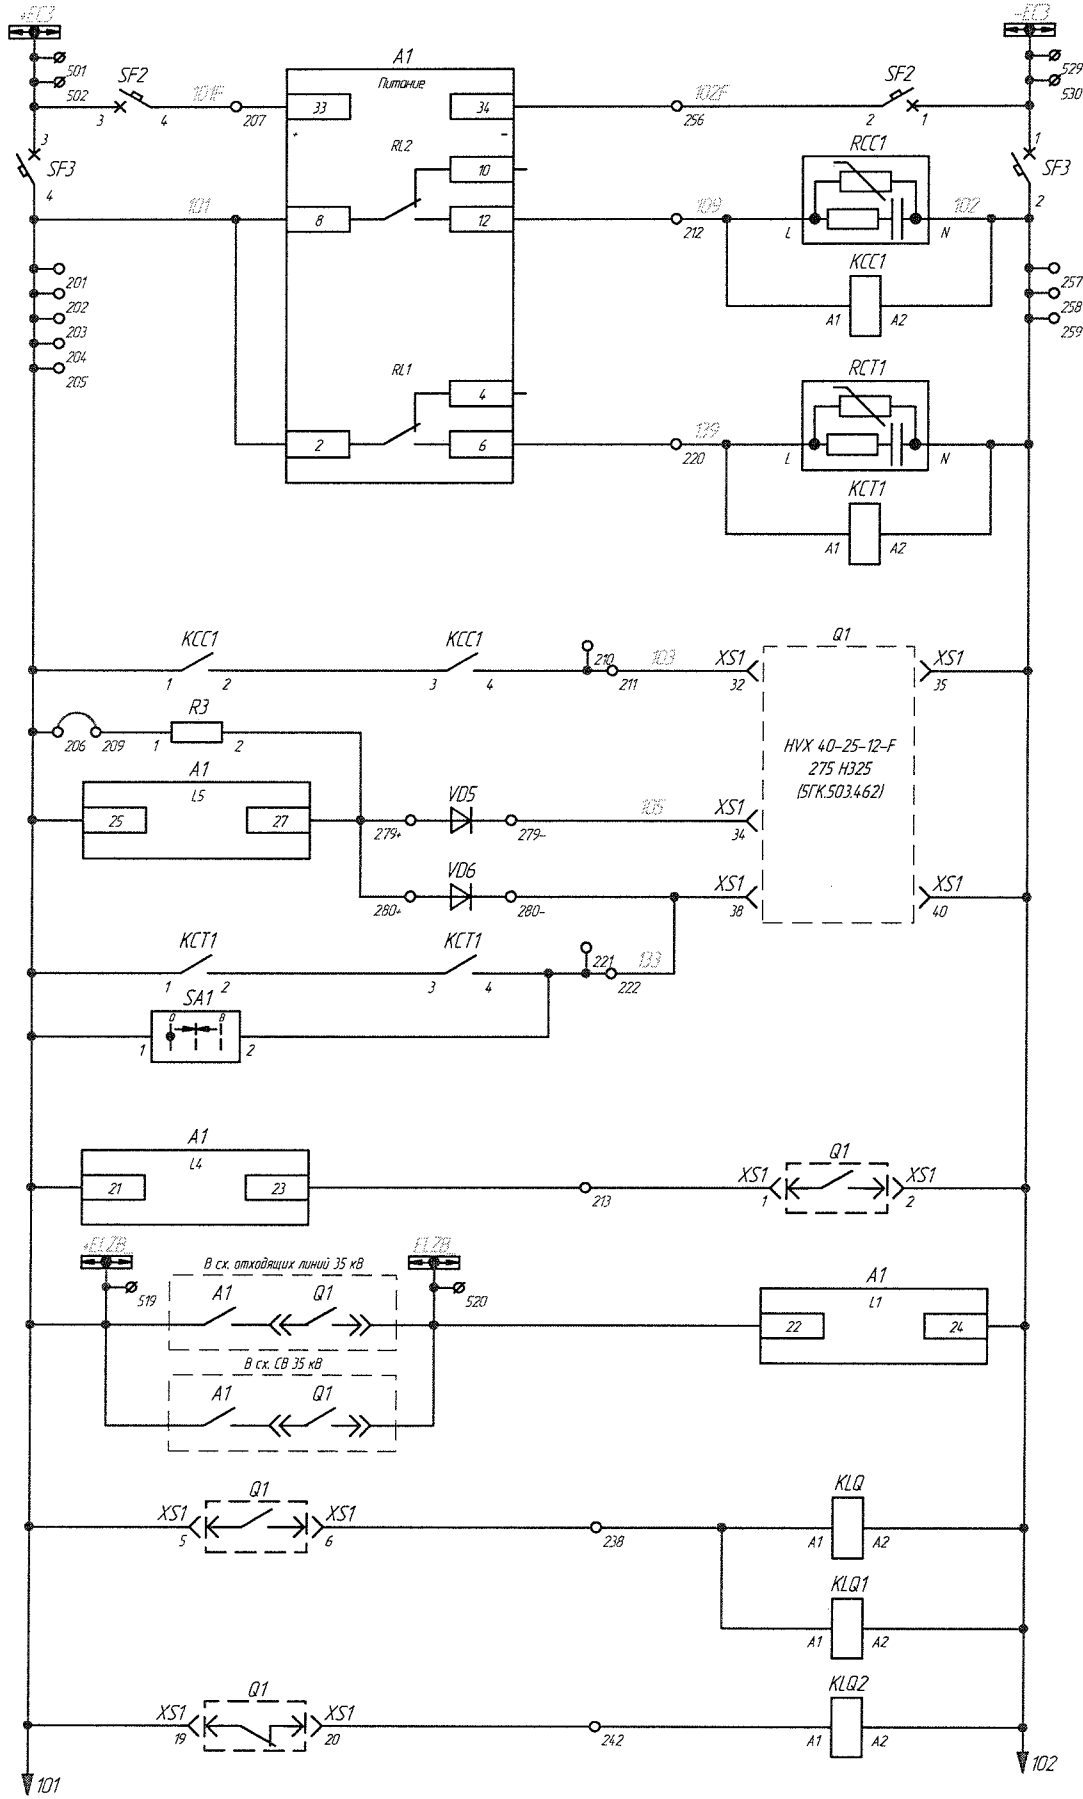 +EC3
-EC3
501
502
529
530
SF2
3
4
101F
207
A1
Питание
33
34
+
-
102F
256
SF2
2
1
3
SF3
4
1
SF3
2
RL2
10
101
8
12
109
212
RCC1
L
N
102
KCC1
A1
A2
201
202
203
204
205
257
258
259
RL1
4
2
6
139
220
RCT1
L
N
KCT1
A1
A2
KCC1
1
2
KCC1
3
4
210
211
103
XS1
32
Q1
XS1
35
HVX 40-25-12-F
275 H325
(5ГК.503.462)
206
209
R3
1
2
A1
L5
25
27
279+
VD5
279-
105
XS1
34
280+
VD6
280-
XS1
38
XS1
40
KCT1
1
2
KCT1
3
4
221
222
133
SA1
O
B
1
2
A1
L4
21
23
213
XS1
1
Q1
XS1
2
+ELZB
ELZB
519
520
В сх. отходящих линий 35 кВ
A1
Q1
A1
L1
22
24
В сх. СВ 35 кВ
A1
Q1
XS1
5
Q1
XS1
6
238
KLQ
A1
A2
KLQ1
A1
A2
XS1
19
Q1
XS1
20
242
KLQ2
A1
A2
101
102